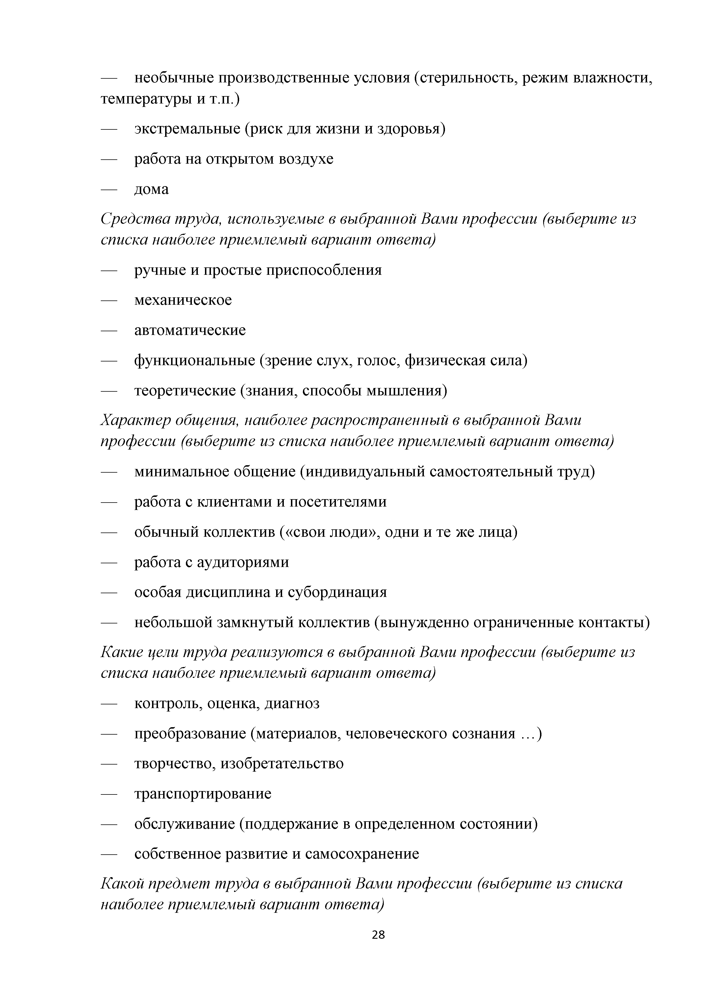 — необычные производственные условия (стерильность, режим влажности,
температуры и т.п.)
— экстремальные (риск для жизни и здоровья)
— работа на открытом воздухе
— дома
Средства труда, используемые в выбранной Вами профессии (выберите из
списка наиболее приемлемый вариант ответа)
— ручные и простые приспособления
— механическое
— автоматические
— функциональные (зрение слух, голос, физическая сила)
— теоретические (знания, способы мышления)
Характер общения, наиболее распространенный в выбранной Вами
профессии (выберите из списка наиболее приемлемый вариант ответа)
— минимальное общение (индивидуальный самостоятельный труд)
— работа с клиентами и посетителями
— обычный коллектив («свои люди», одни и те же лица)
— работа с аудиториями
— особая дисциплина и субординация
— небольшой замкнутый коллектив (вынужденно ограниченные контакты)
Какие цели труда реализуются в выбранной Вами профессии (выберите из
списка наиболее приемлемый вариант ответа)
— контроль, оценка, диагноз
— преобразование (материалов, человеческого сознания …)
— творчество, изобретательство
— транспортирование
— обслуживание (поддержание в определенном состоянии)
— собственное развитие и самосохранение
Какой предмет труда в выбранной Вами профессии (выберите из списка
наиболее приемлемый вариант ответа)
28